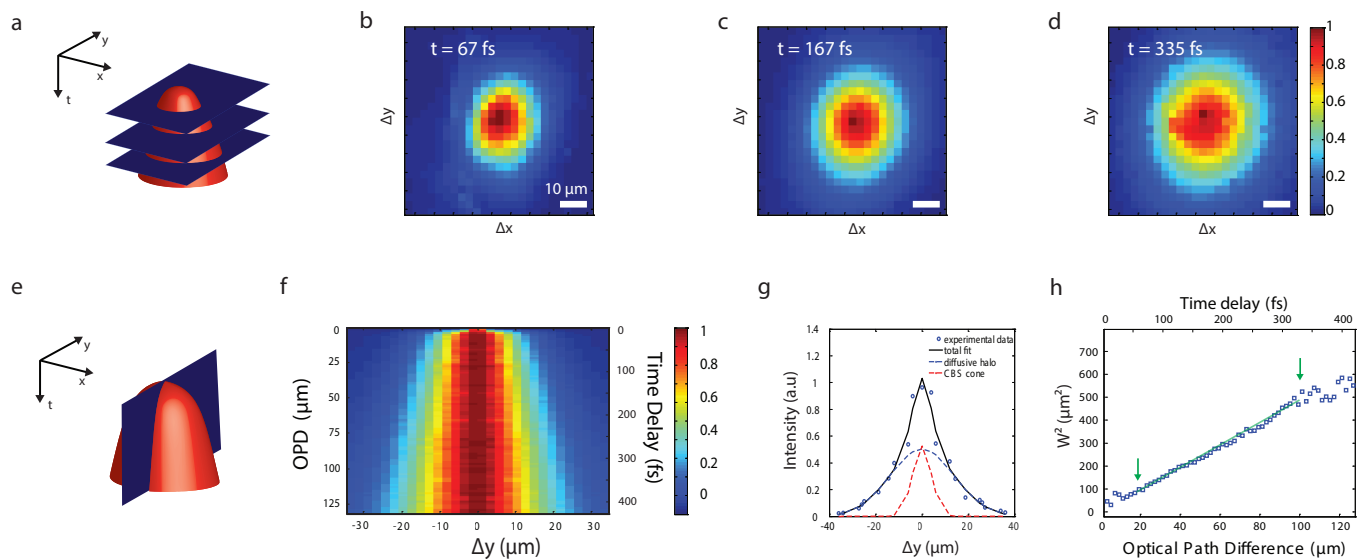 a
y
x
t
b
t = 67 fs
Δy
10 μm
Δx
c
t = 167 fs
Δy
Δx
d
t = 335 fs
Δy
Δx
1
0.8
0.6
0.4
0.2
0
e
y
x
t
f
0
25
50
75
100
125
OPD (μm)
-30 -20 -10 0 10 20 30
Δy (μm)
0
100
200
300
400
Time Delay (fs)
1
0.8
0.6
0.4
0.2
0
g
1.4
1.2
1
0.8
0.6
0.4
0.2
0
Intensity (a.u)
experimental data
total fit
diffusive halo
CBS cone
-40 -20 0 20 40
Δy (μm)
h
Time delay (fs)
0 100 200 300 400
700
600
500
400
300
200
100
0
W² (μm²)
0 20 40 60 80 100 120
Optical Path Difference (μm)